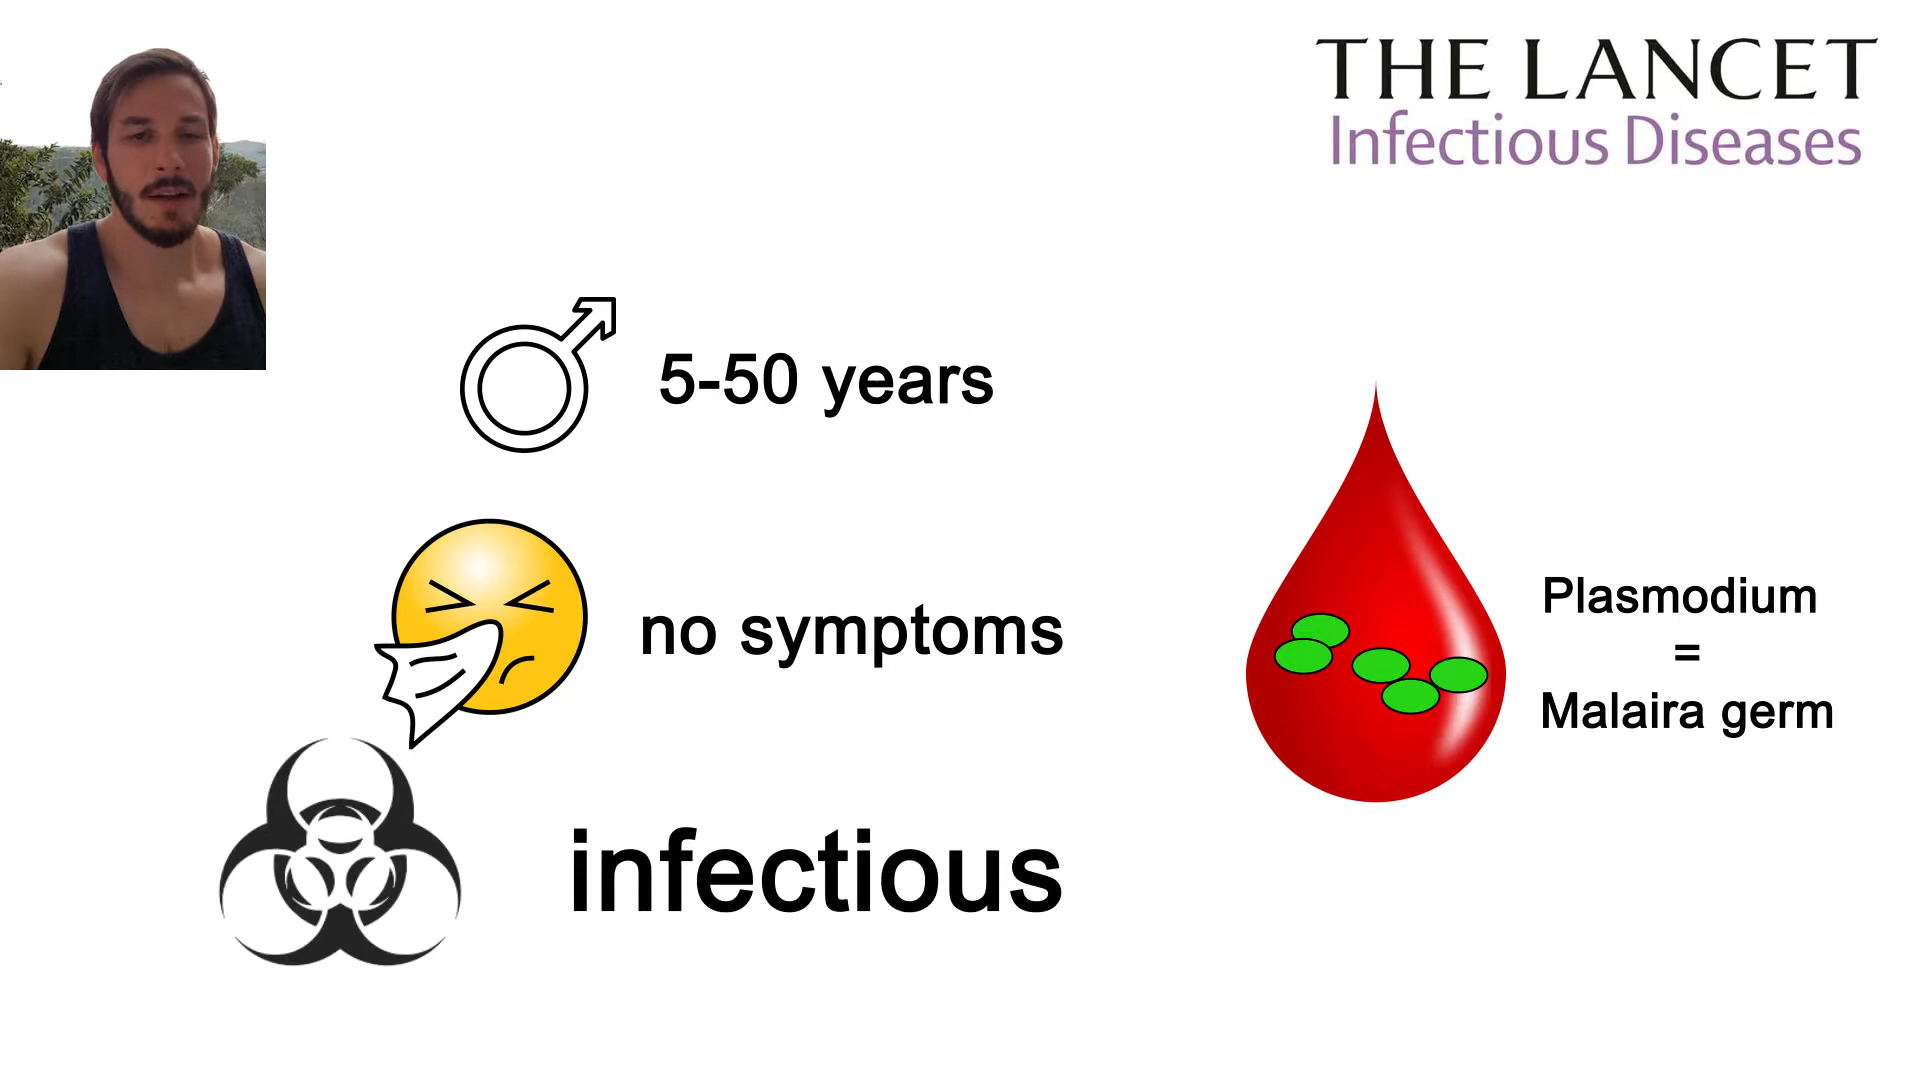 THE LANCET
Infectious Diseases
5-50 years
no symptoms
infectious
Plasmodium
=
Malaira germ